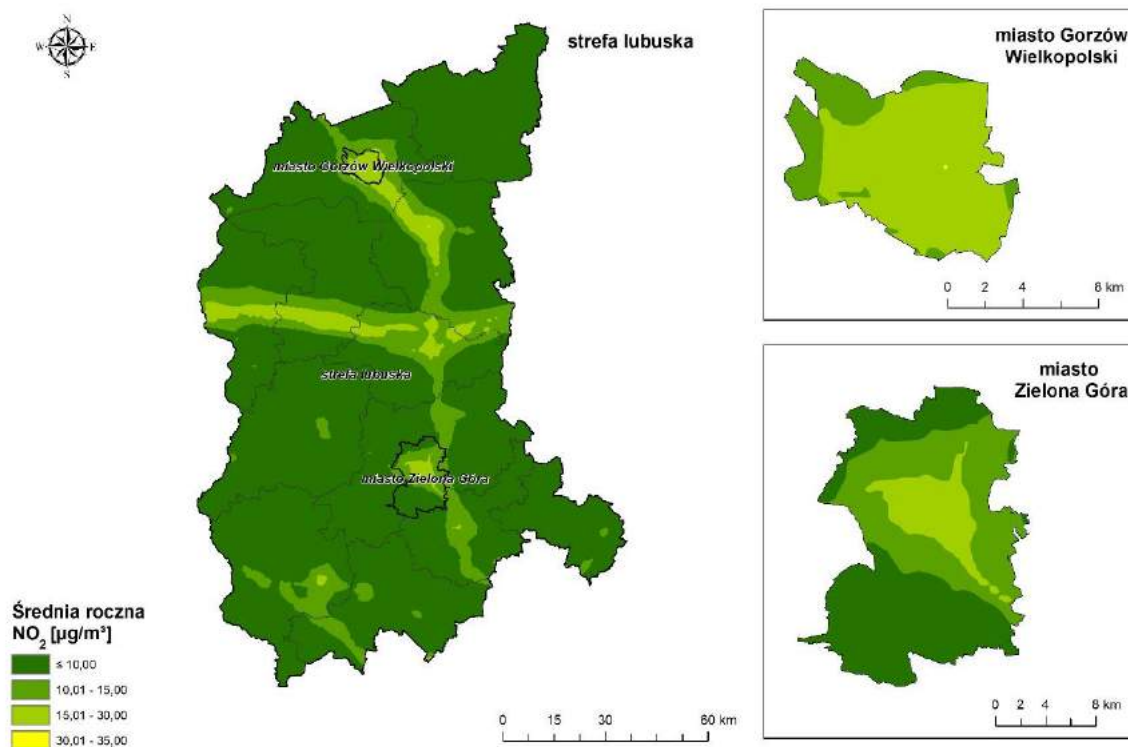 N
W
E
S
strefa lubuska
miasto Gorzów Wielkopolski
strefa lubuska
miasto Zielona Góra
Średnia roczna
NO₂ [µg/m³]
≤ 10,00
10,01 - 15,00
15,01 - 30,00
30,01 - 35,00
0 15 30 60 km
miasto Gorzów
Wielkopolski
0 2 4 8 km
miasto
Zielona Góra
0 2 4 8 km